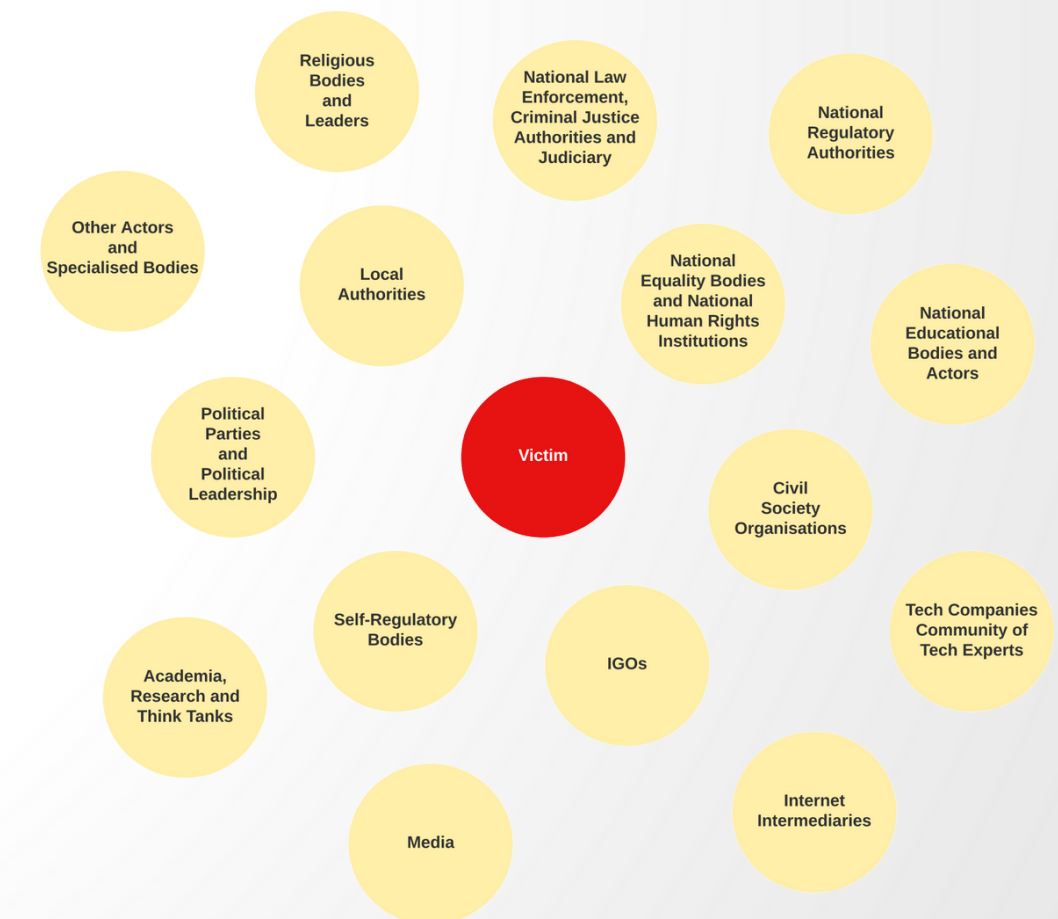 Religious
Bodies
and
Leaders
National Law
Enforcement,
Criminal Justice
Authorities and
Judiciary
National
Regulatory
Authorities
Other Actors
and
Specialised Bodies
Local
Authorities
National
Equality Bodies
and National
Human Rights
Institutions
National
Educational
Bodies and
Actors
Political
Parties
and
Political
Leadership
Victim
Civil
Society
Organisations
Self-Regulatory
Bodies
IGOs
Tech Companies
Community of
Tech Experts
Academia,
Research and
Think Tanks
Media
Internet
Intermediaries